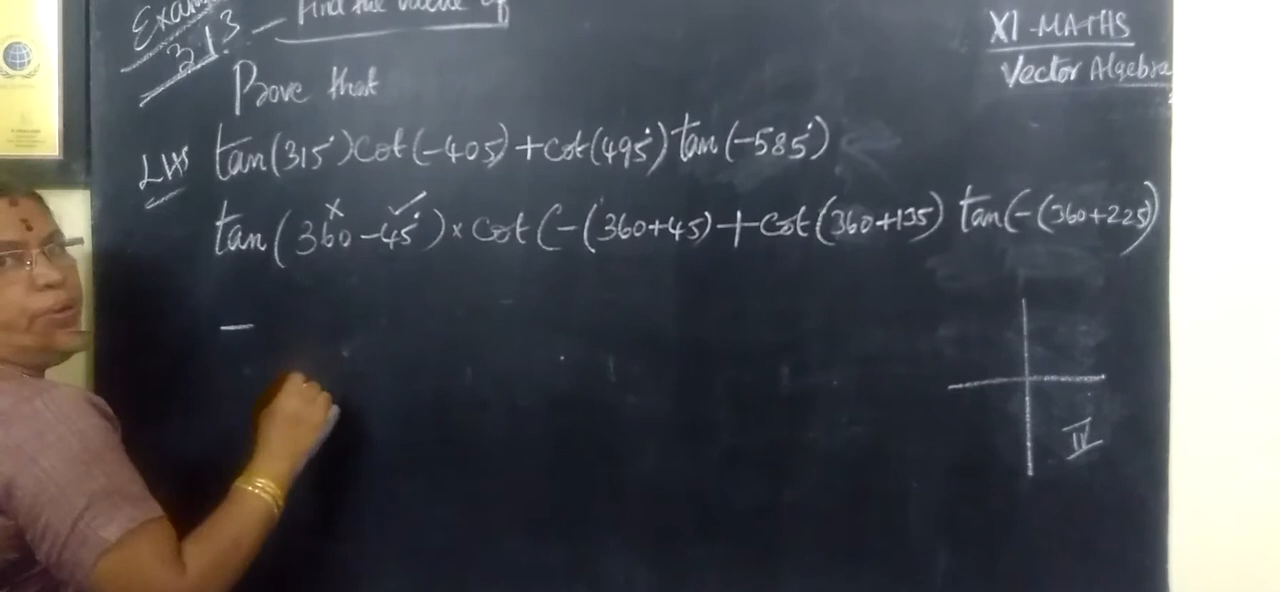 Exam
3.13 - Find the value of
XI-MATHS
Vector Algebra
Prove that
LHS tan(315°)cot(-405)+cot(495°)tan(-585°)
tan(360-45°)×cot(-(360+45)+cot(360+135) tan(-(360+225)
-
IV